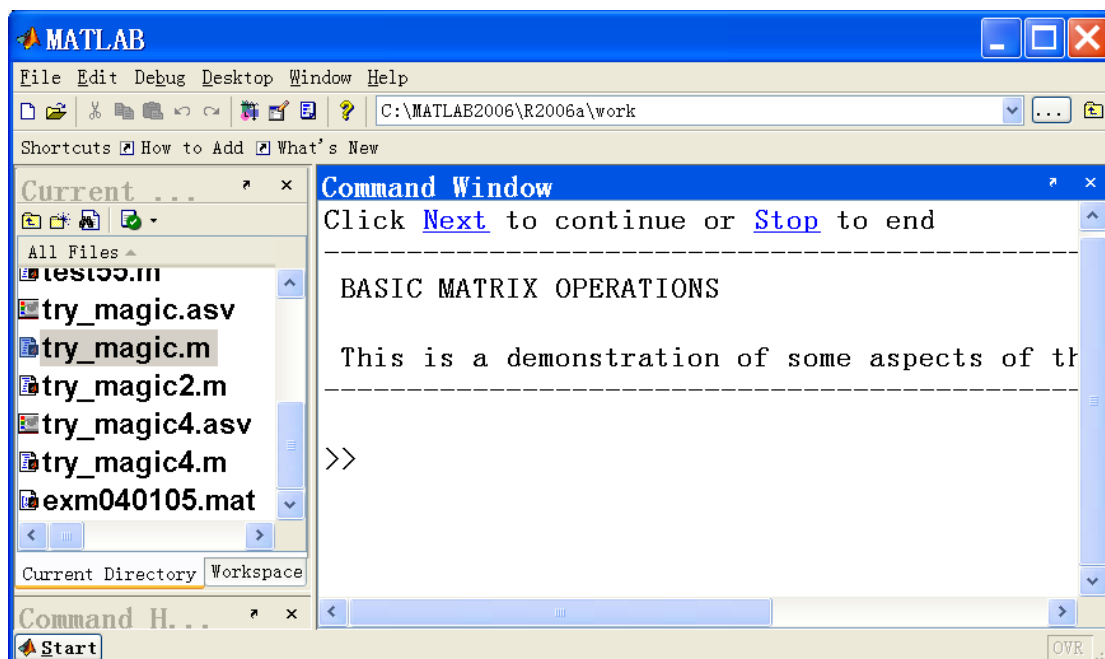 MATLAB
File Edit Debug Desktop Window Help
C:\MATLAB2006\R2006a\work
...
Shortcuts How to Add What's New
Current ...
All Files
test55.m
try_magic.asv
try_magic.m
try_magic2.m
try_magic4.asv
try_magic4.m
exm040105.mat
Current Directory Workspace
Command H...
Command Window
Click Next to continue or Stop to end
--------------------------------------------------
BASIC MATRIX OPERATIONS
This is a demonstration of some aspects of th
--------------------------------------------------
>>
Start
OVR